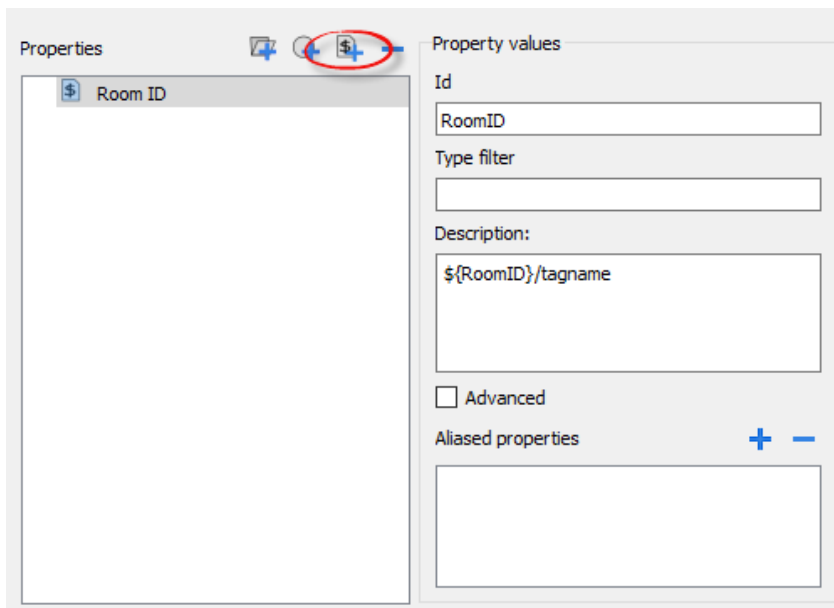 Properties
Room ID
Property values
Id
RoomID
Type filter
Description:
${RoomID}/tagname
Advanced
Aliased properties